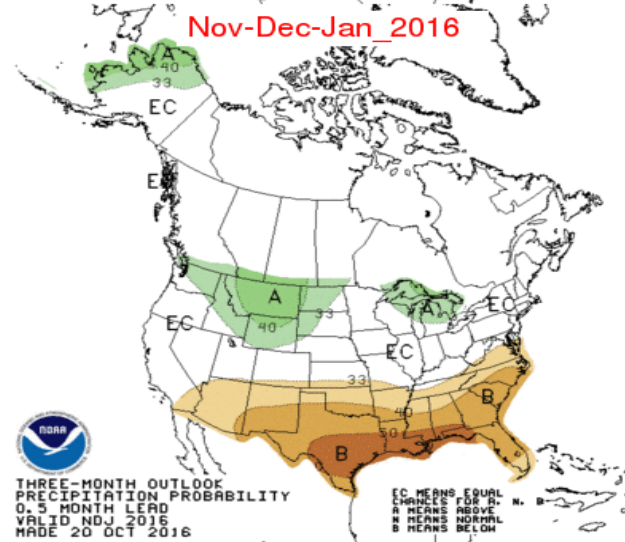 Nov-Dec-Jan_2016
A
40
33
EC
EC
A
33
40
A
EC
EC
EC
33
40
B
50
B
NOAA
THREE-MONTH OUTLOOK
PRECIPITATION PROBABILITY
0.5 MONTH LEAD
VALID NDJ 2016
MADE 20 OCT 2016
EC MEANS EQUAL
CHANCES FOR A, N, B
A MEANS ABOVE
N MEANS NORMAL
B MEANS BELOW